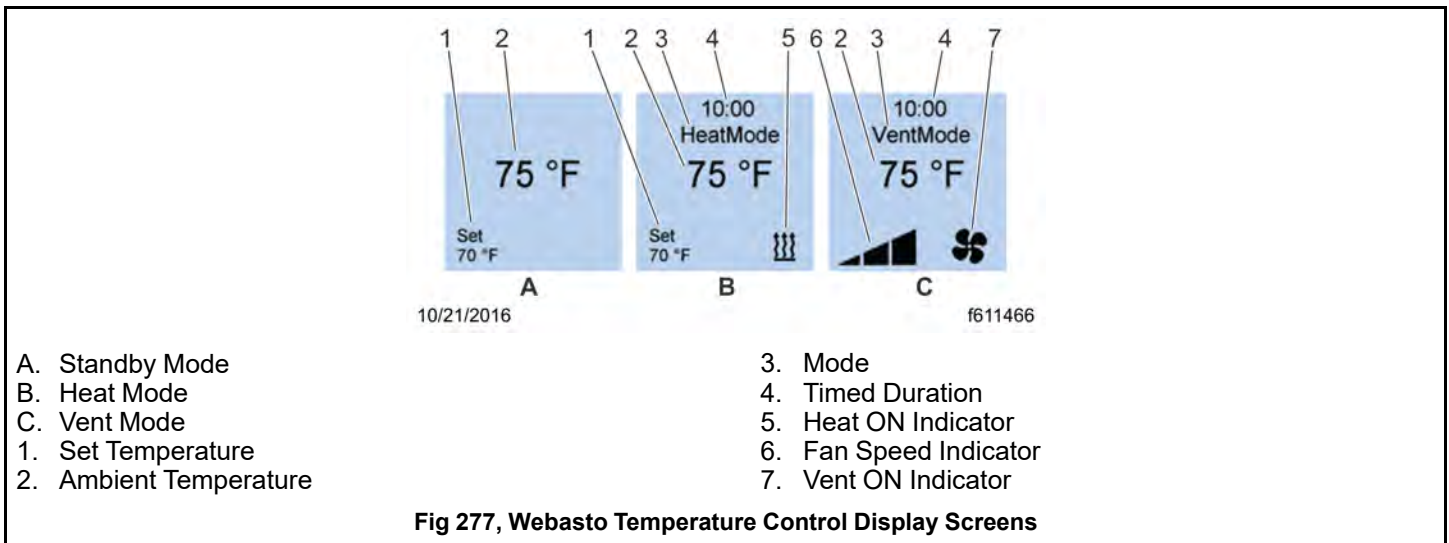 1 2 1 2 3 4 5 6 2 3 4 7
10:00 10:00
HeatMode VentMode
75 °F 75 °F 75 °F
Set Set
70 °F 70 °F
A B C
10/21/2016 f611466
A. Standby Mode
B. Heat Mode
C. Vent Mode
1. Set Temperature
2. Ambient Temperature
3. Mode
4. Timed Duration
5. Heat ON Indicator
6. Fan Speed Indicator
7. Vent ON Indicator
Fig 277, Webasto Temperature Control Display Screens